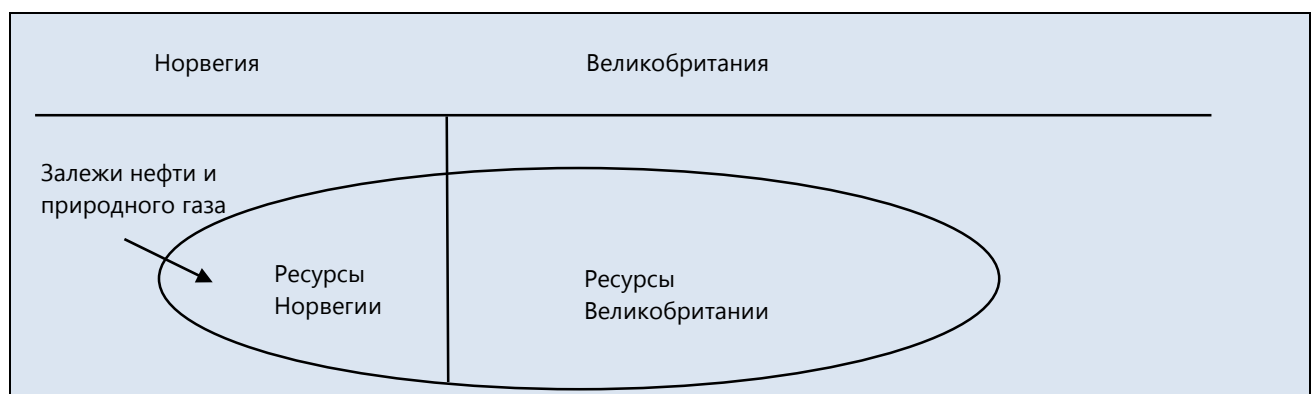 Норвегия
Великобритания
Залежи нефти и
природного газа
Ресурсы
Норвегии
Ресурсы
Великобритании